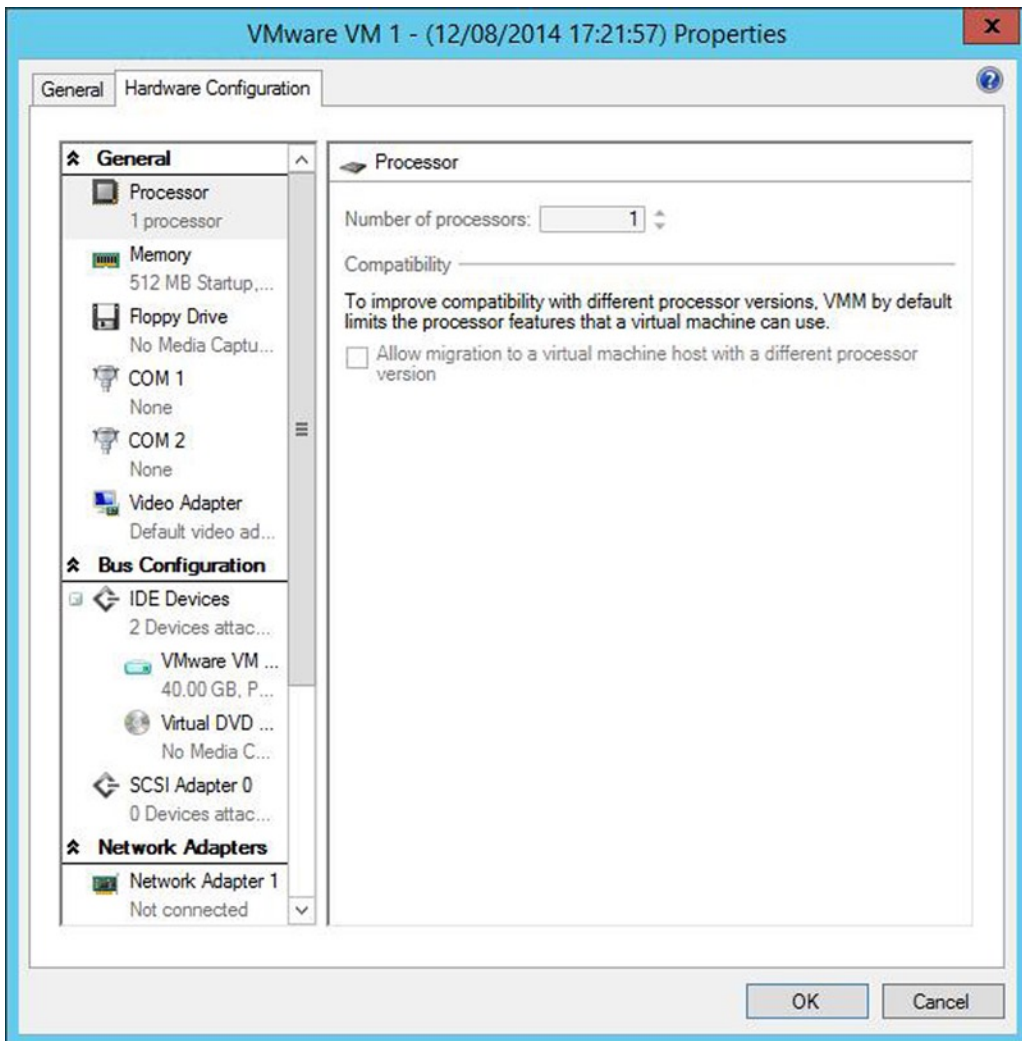 VMware VM 1 - (12/08/2014 17:21:57) Properties
x
General
Hardware Configuration
?
General
Processor
1 processor
Memory
512 MB Startup,...
Floppy Drive
No Media Captu...
COM 1
None
COM 2
None
Video Adapter
Default video ad...
Bus Configuration
IDE Devices
2 Devices attac...
VMware VM ...
40.00 GB, P...
Virtual DVD ...
No Media C...
SCSI Adapter 0
0 Devices attac...
Network Adapters
Network Adapter 1
Not connected
Processor
Number of processors: 1
Compatibility
To improve compatibility with different processor versions, VMM by default
limits the processor features that a virtual machine can use.
Allow migration to a virtual machine host with a different processor
version
OK
Cancel